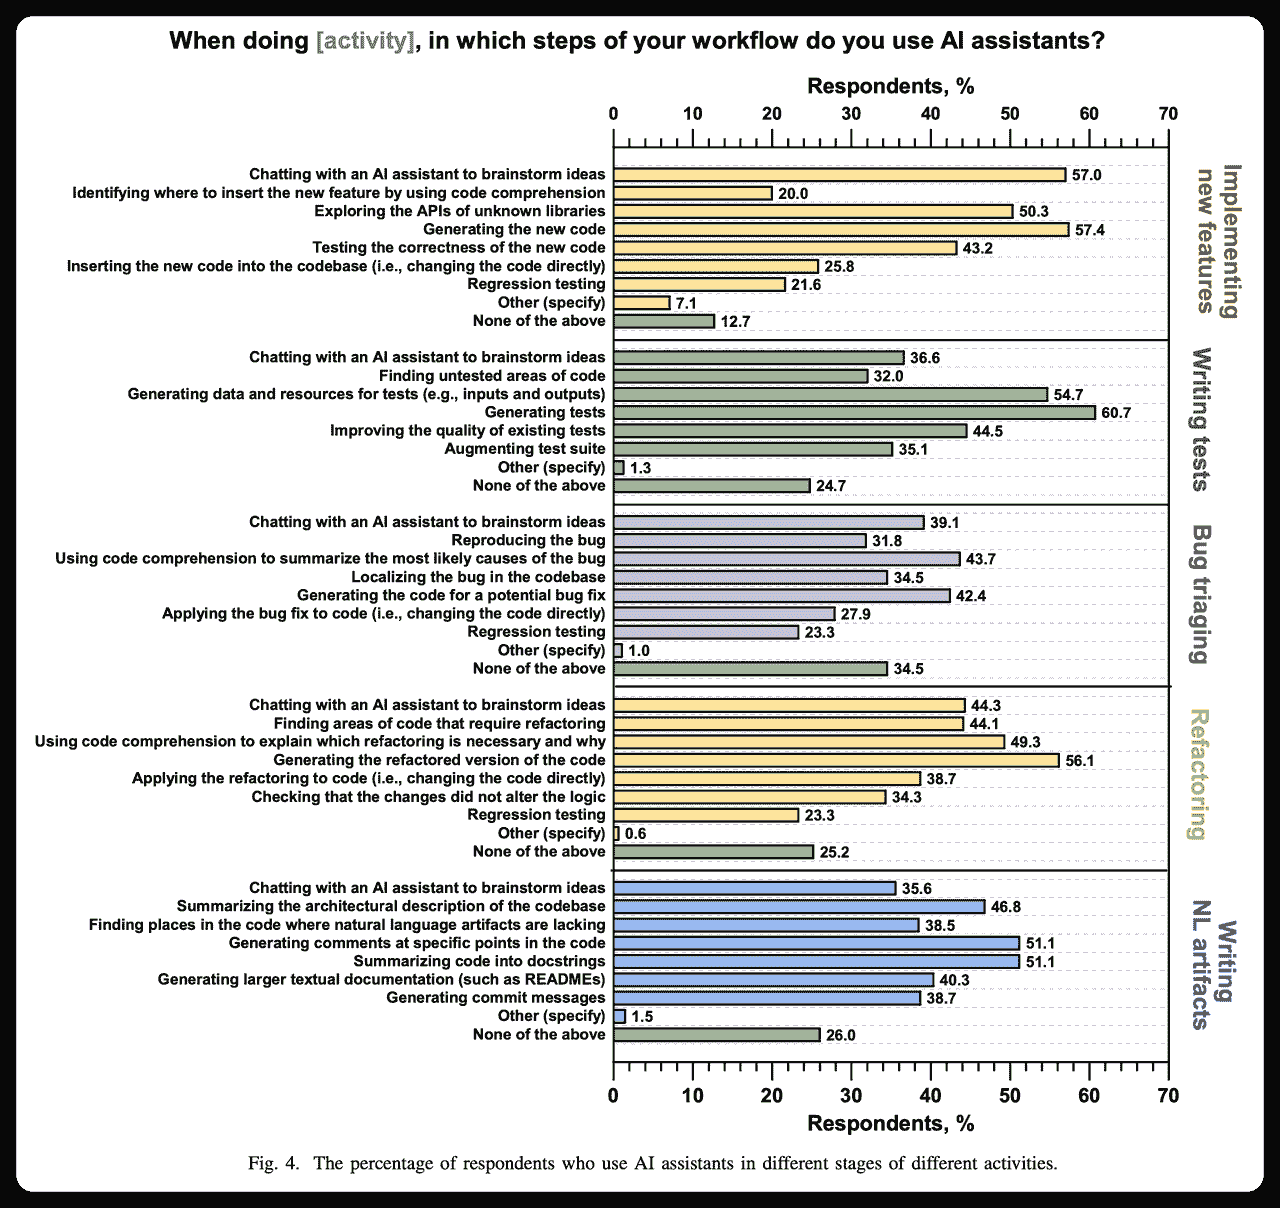 When doing [activity], in which steps of your workflow do you use AI assistants?
Respondents, %
0 10 20 30 40 50 60 70
Implementing new features
Chatting with an AI assistant to brainstorm ideas 57.0
Identifying where to insert the new feature by using code comprehension 20.0
Exploring the APIs of unknown libraries 50.3
Generating the new code 57.4
Testing the correctness of the new code 43.2
Inserting the new code into the codebase (i.e., changing the code directly) 25.8
Regression testing 21.6
Other (specify) 7.1
None of the above 12.7
Writing tests
Chatting with an AI assistant to brainstorm ideas 36.6
Finding untested areas of code 32.0
Generating data and resources for tests (e.g., inputs and outputs) 54.7
Generating tests 60.7
Improving the quality of existing tests 44.5
Augmenting test suite 35.1
Other (specify) 1.3
None of the above 24.7
Bug triaging
Chatting with an AI assistant to brainstorm ideas 39.1
Reproducing the bug 31.8
Using code comprehension to summarize the most likely causes of the bug 43.7
Localizing the bug in the codebase 34.5
Generating the code for a potential bug fix 42.4
Applying the bug fix to code (i.e., changing the code directly) 27.9
Regression testing 23.3
Other (specify) 1.0
None of the above 34.5
Refactoring
Chatting with an AI assistant to brainstorm ideas 44.3
Finding areas of code that require refactoring 44.1
Using code comprehension to explain which refactoring is necessary and why 49.3
Generating the refactored version of the code 56.1
Applying the refactoring to code (i.e., changing the code directly) 38.7
Checking that the changes did not alter the logic 34.3
Regression testing 23.3
Other (specify) 0.6
None of the above 25.2
Writing NL artifacts
Chatting with an AI assistant to brainstorm ideas 35.6
Summarizing the architectural description of the codebase 46.8
Finding places in the code where natural language artifacts are lacking 38.5
Generating comments at specific points in the code 51.1
Summarizing code into docstrings 51.1
Generating larger textual documentation (such as READMEs) 40.3
Generating commit messages 38.7
Other (specify) 1.5
None of the above 26.0
0 10 20 30 40 50 60 70
Respondents, %
Fig. 4. The percentage of respondents who use AI assistants in different stages of different activities.